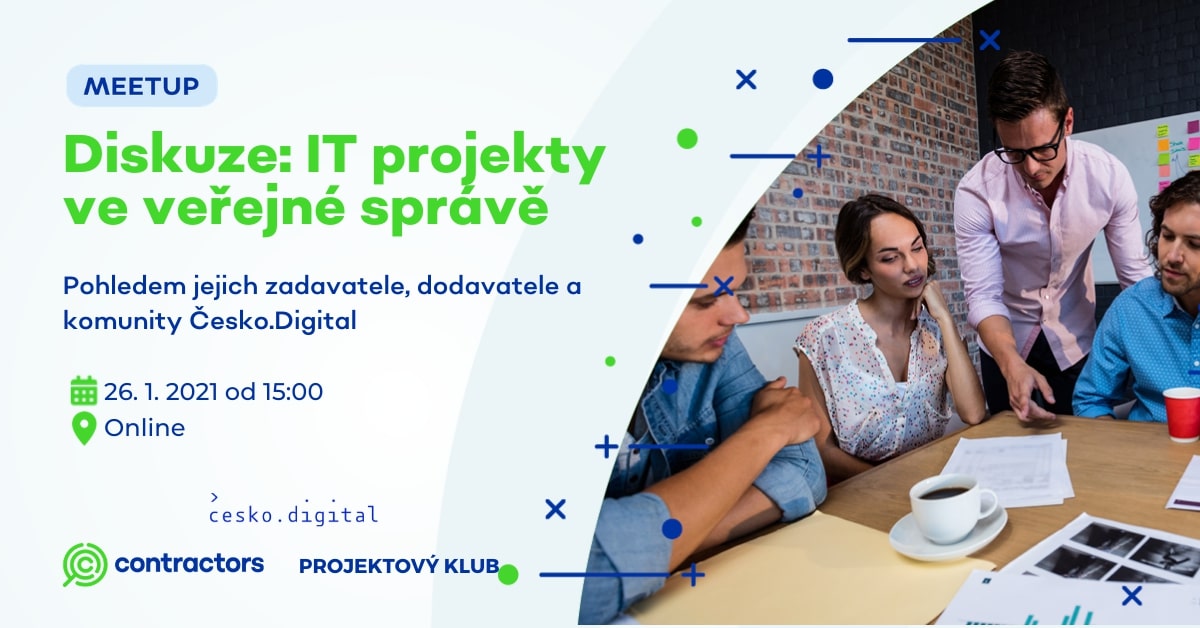 MEETUP
Diskuze: IT projekty
ve veřejné správě
Pohledem jejich zadavatele, dodavatele a
komunity Česko.Digital
26. 1. 2021 od 15:00
Online
>
cesko.digital
contractors
PROJEKTOVÝ KLUB